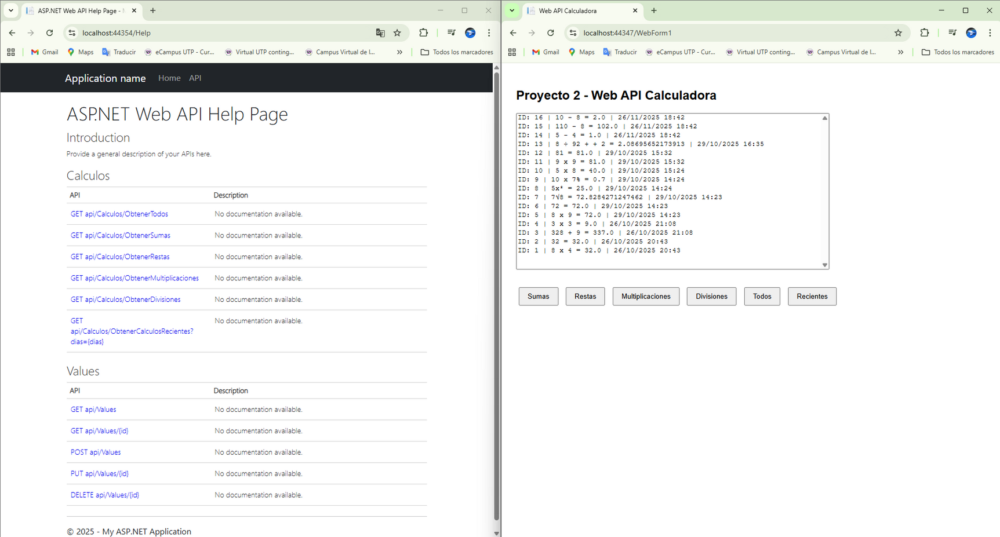 ASP.NET Web API Help Page -
localhost:44354/Help
Gmail
Maps
Traducir
eCampus UTP - Cur...
Virtual UTP conting...
Campus Virtual de l...
»
Todos los marcadores
Application name
Home
API
ASP.NET Web API Help Page
Introduction
Provide a general description of your APIs here.
Calculos
API Description
GET api/Calculos/ObtenerTodos No documentation available.
GET api/Calculos/ObtenerSumas No documentation available.
GET api/Calculos/ObtenerRestas No documentation available.
GET api/Calculos/ObtenerMultiplicaciones No documentation available.
GET api/Calculos/ObtenerDivisiones No documentation available.
GET No documentation available.
api/Calculos/ObtenerCalculosRecientes?
dias={dias}
Values
API Description
GET api/Values No documentation available.
GET api/Values/{id} No documentation available.
POST api/Values No documentation available.
PUT api/Values/{id} No documentation available.
DELETE api/Values/{id} No documentation available.
© 2025 - My ASP.NET Application
Web API Calculadora
localhost:44347/WebForm1
Gmail
Maps
Traducir
eCampus UTP - Cur...
Virtual UTP conting...
Campus Virtual de l...
»
Todos los marcadores
Proyecto 2 - Web API Calculadora
ID: 16 | 10 - 8 = 2.0 | 26/11/2025 18:42
ID: 15 | 110 - 8 = 102.0 | 26/11/2025 18:42
ID: 14 | 5 - 4 = 1.0 | 26/11/2025 18:42
ID: 13 | 8 ÷ 92 + + 2 = 2.08695652173913 | 29/10/2025 16:35
ID: 12 | 81 = 81.0 | 29/10/2025 15:32
ID: 11 | 9 x 9 = 81.0 | 29/10/2025 15:32
ID: 10 | 5 x 8 = 40.0 | 29/10/2025 15:24
ID: 9 | 10 x 7% = 0.7 | 29/10/2025 14:24
ID: 8 | 5x² = 25.0 | 29/10/2025 14:24
ID: 7 | 7√8 = 72.8284271247462 | 29/10/2025 14:23
ID: 6 | 72 = 72.0 | 29/10/2025 14:23
ID: 5 | 8 x 9 = 72.0 | 29/10/2025 14:23
ID: 4 | 3 x 3 = 9.0 | 26/10/2025 21:08
ID: 3 | 328 + 9 = 337.0 | 26/10/2025 21:08
ID: 2 | 32 = 32.0 | 26/10/2025 20:43
ID: 1 | 8 x 4 = 32.0 | 26/10/2025 20:43
Sumas
Restas
Multiplicaciones
Divisiones
Todos
Recientes